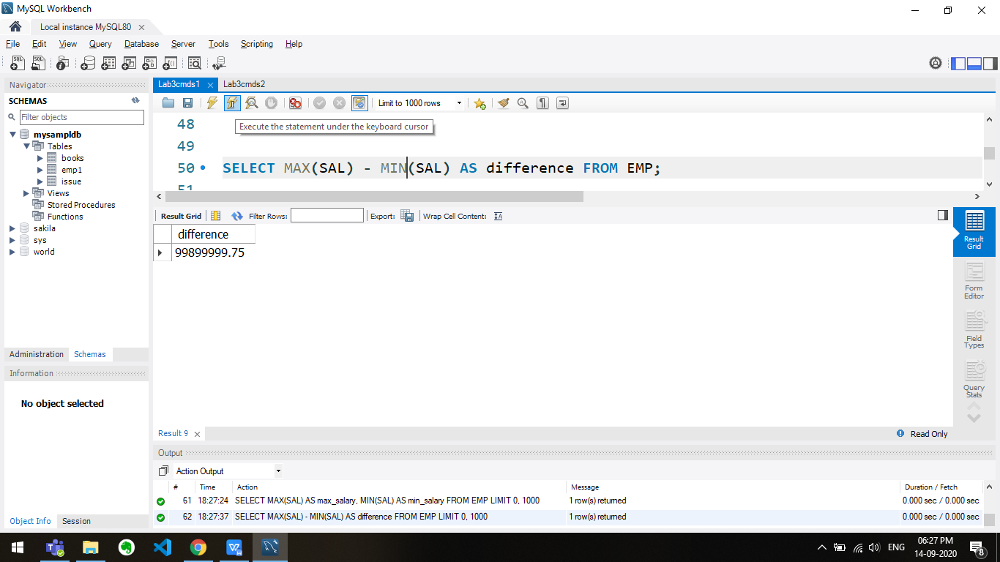 MySQL Workbench
Local instance MySQL80
File Edit View Query Database Server Tools Scripting Help
Navigator
SCHEMAS
Filter objects
mysampldb
Tables
books
emp1
issue
Views
Stored Procedures
Functions
sakila
sys
world
Administration Schemas
Information
No object selected
Object Info Session
Lab3cmds1 Lab3cmds2
Limit to 1000 rows
Execute the statement under the keyboard cursor
48
49
50 SELECT MAX(SAL) - MIN(SAL) AS difference FROM EMP;
51
Result Grid Filter Rows: Export: Wrap Cell Content:
difference
99899999.75
Result Grid
Form Editor
Field Types
Query Stats
Result 9
Read Only
Output
Action Output
# Time Action Message Duration / Fetch
61 18:27:24 SELECT MAX(SAL) AS max_salary, MIN(SAL) AS min_salary FROM EMP LIMIT 0, 1000 1 row(s) returned 0.000 sec / 0.000 sec
62 18:27:37 SELECT MAX(SAL) - MIN(SAL) AS difference FROM EMP LIMIT 0, 1000 1 row(s) returned 0.000 sec / 0.000 sec
ENG
06:27 PM
14-09-2020
8